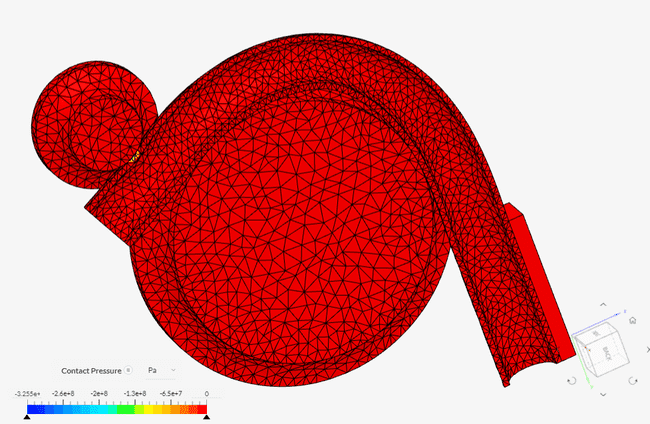 Contact Pressure Pa
-3.255e+ -2.6e+8 -2e+8 -1.3e+8 -6.5e+7 0
BACK